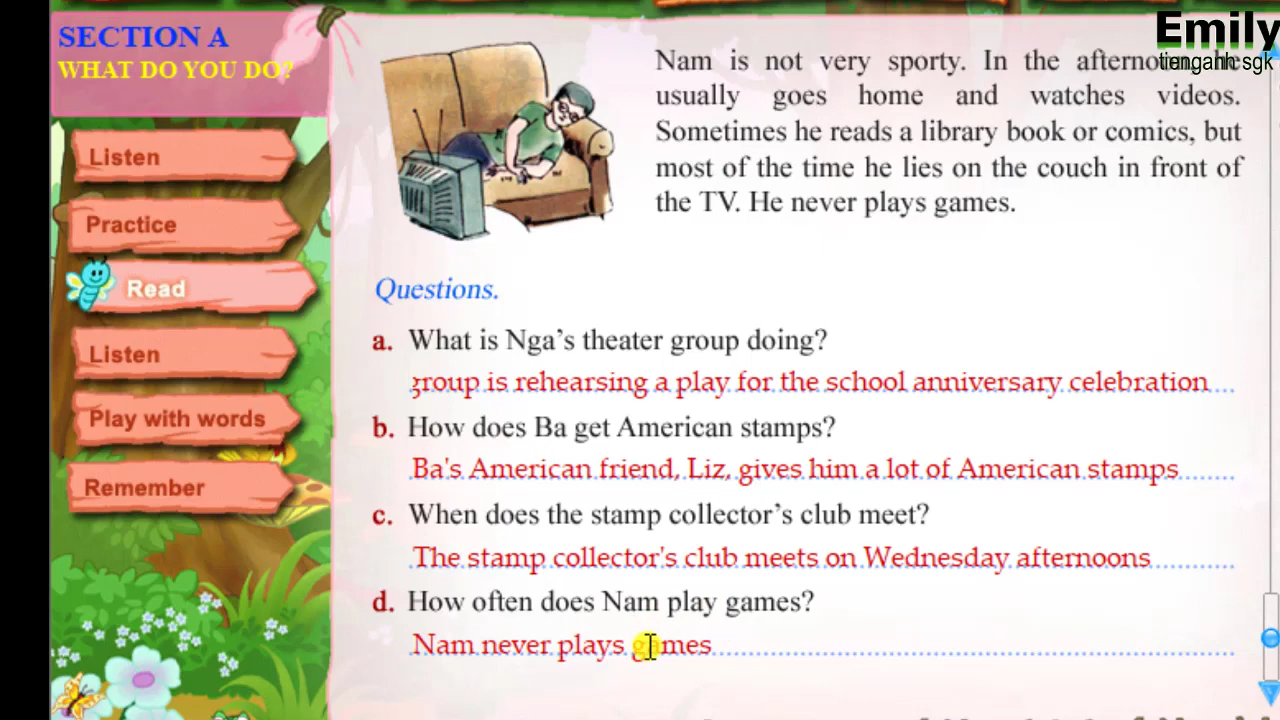 Emily
tienganh sgk
SECTION A
WHAT DO YOU DO?
Listen
Practice
Read
Listen
Play with words
Remember
Nam is not very sporty. In the
usually goes home and watches videos.
Sometimes he reads a library book or comics, but
most of the time he lies on the couch in front of
the TV. He never plays games.
Questions.
a. What is Nga's theater group doing?
group is rehearsing a play for the school anniversary celebration
b. How does Ba get American stamps?
Ba's American friend, Liz, gives him a lot of American stamps
c. When does the stamp collector's club meet?
The stamp collector's club meets on Wednesday afternoons
d. How often does Nam play games?
Nam never plays games